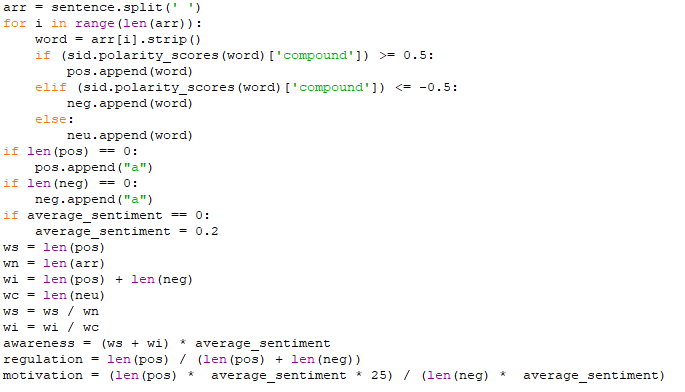 arr = sentence.split(' ')
for i in range(len(arr)):
    word = arr[i].strip()
    if (sid.polarity_scores(word)['compound']) >= 0.5:
        pos.append(word)
    elif (sid.polarity_scores(word)['compound']) <= -0.5:
        neg.append(word)
    else:
        neu.append(word)
if len(pos) == 0:
    pos.append("a")
if len(neg) == 0:
    neg.append("a")
if average_sentiment == 0:
    average_sentiment = 0.2
ws = len(pos)
wn = len(arr)
wi = len(pos) + len(neg)
wc = len(neu)
ws = ws / wn
wi = wi / wc
awareness = (ws + wi) * average_sentiment
regulation = len(pos) / (len(pos) + len(neg))
motivation = (len(pos) *  average_sentiment * 25) / (len(neg) *  average_sentiment)